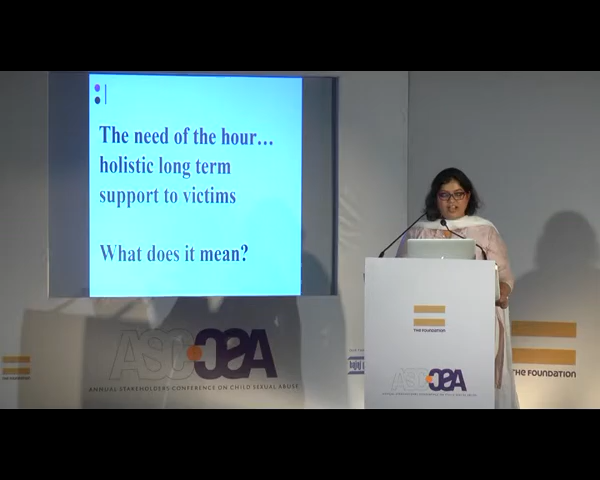 The need of the hour...
holistic long term
support to victims
What does it mean?
ANNUAL STAKEHOLDERS CONFERENCE ON CHILD SEXUAL ABUSE
THE FOUNDATION
THE FOUNDATION